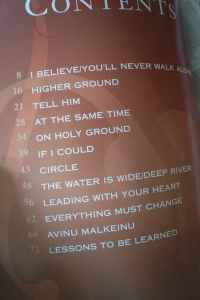 CONTENTS
8 I BELIEVE/YOU'LL NEVER WALK ALONE
16 HIGHER GROUND
21 TELL HIM
28 AT THE SAME TIME
34 ON HOLY GROUND
39 IF I COULD
43 CIRCLE
48 THE WATER IS WIDE/DEEP RIVER
56 LEADING WITH YOUR HEART
62 EVERYTHING MUST CHANGE
66 AVINU MALKEINU
72 LESSONS TO BE LEARNED